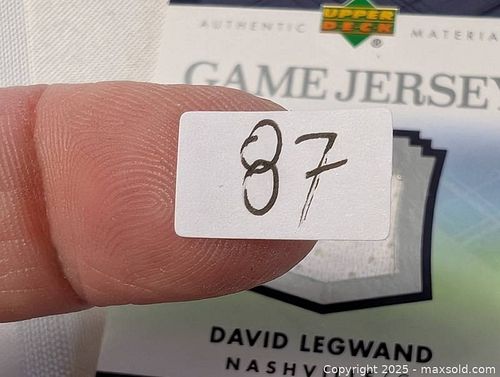 UPPER
DECK
®
AUTHENTIC MATERIA
GAME JERSEY
87
DAVID LEGWAND
NASHV
Copyright © 2025 - maxsold.com